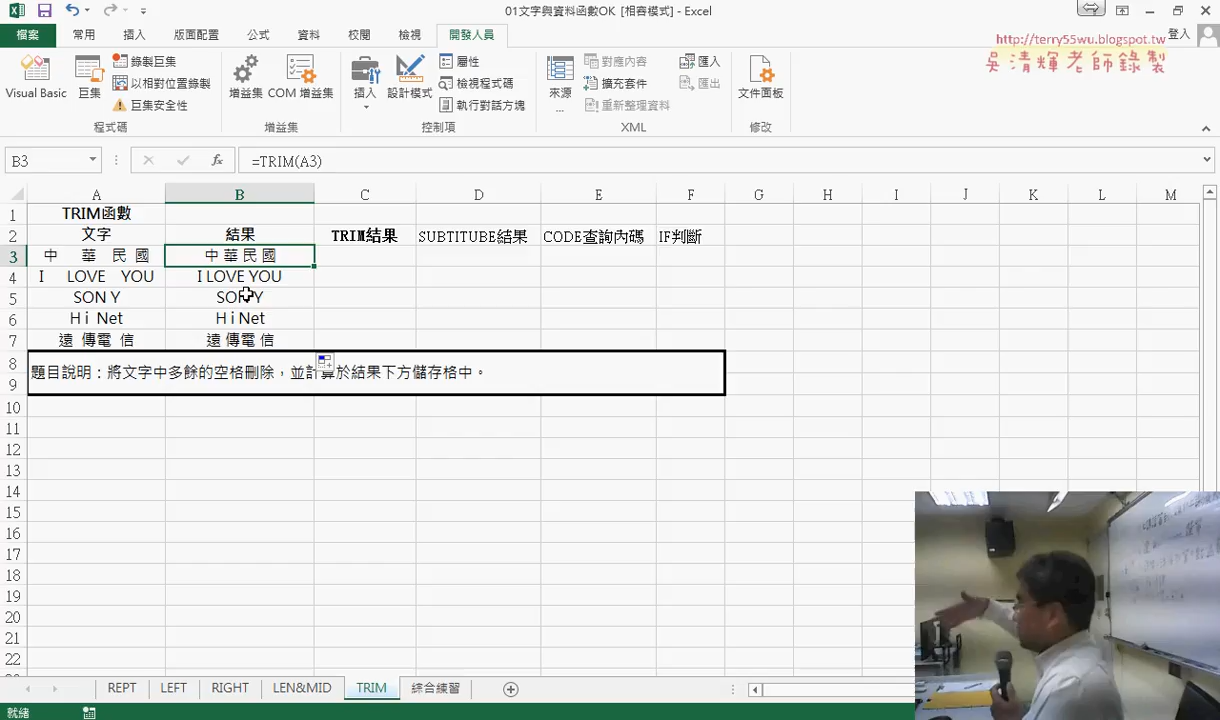 01文字與資料函數OK [相容模式] - Excel
檔案 常用 插入 版面配置 公式 資料 校閱 檢視 開發人員 登入
http://terry55wu.blogspot.tw
吳清輝老師錄製
Visual Basic 巨集 錄製巨集 以相對位置錄製 巨集安全性
增益集 COM 增益集
插入 設計模式 屬性 檢視程式碼 執行對話方塊
來源 對應內容 擴充套件 重新整理資料 匯入 匯出
文件面板
程式碼 增益集 控制項 XML 修改
B3 fx =TRIM(A3)
A B C D E F G H I J K L M
1 TRIM函數
2 文字 結果 TRIM結果 SUBTITUBE結果 CODE查詢內碼 IF判斷
3 中 華 民 國 中 華 民 國
4 I LOVE YOU I LOVE YOU
5 SON Y SON Y
6 H i Net H i Net
7 遠 傳電 信 遠 傳電 信
8 題目說明：將文字中多餘的空格刪除，並計算於結果下方儲存格中。
9
10
11
12
13
14
15
16
17
18
19
20
21
22
REPT LEFT RIGHT LEN&MID TRIM 綜合練習
就緒